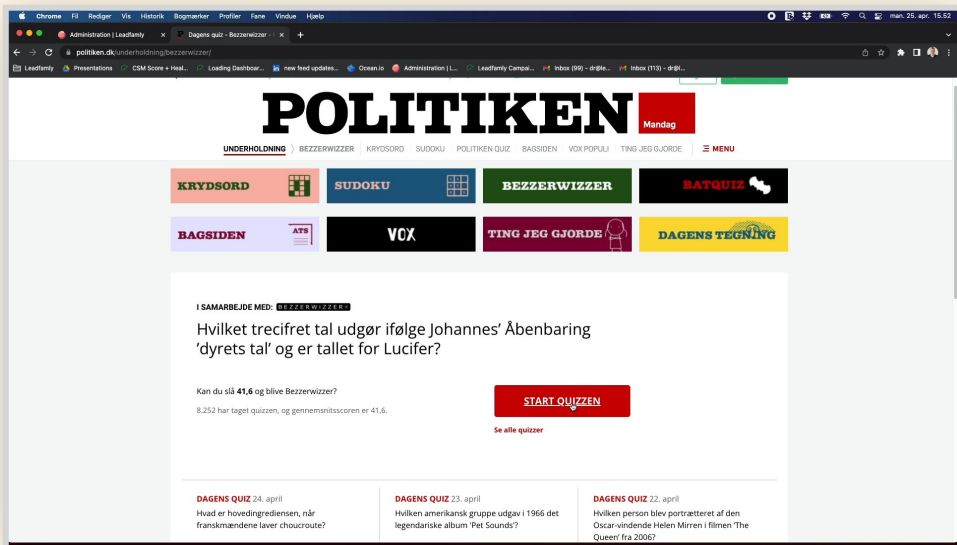 Chrome Fil Rediger Vis Historik Bogmærker Profiler Fane Vindue Hjælp man. 25. apr. 15.52
Administration | Leadfamly Dagens quiz - Bezzerwizzer -
politiken.dk/underholdning/bezzerwizzer/
Leadfamly Presentations CSM Score + Heal... Loading Dashboar... new feed updates... Ocean.io Administration | L... Leadfamly Campai... Inbox (99) - dr@le... Inbox (113) - dr@l...
POLITIKEN
Mandag
UNDERHOLDNING BEZZERWIZZER KRYDSORD SUDOKU POLITIKEN QUIZ BAGSIDEN VOX POPULI TING JEG GJORDE MENU
KRYDSORD SUDOKU BEZZERWIZZER BATQUIZ
BAGSIDEN ATS VOX TING JEG GJORDE DAGENS TEGNING
I SAMARBEJDE MED: BEZZERWIZZER
Hvilket trecifret tal udgør ifølge Johannes' Åbenbaring
'dyrets tal' og er tallet for Lucifer?
Kan du slå 41,6 og blive Bezzerwizzer?
8.252 har taget quizzen, og gennemsnitsscoren er 41,6.
START QUIZZEN
Se alle quizzer
DAGENS QUIZ 24. april
Hvad er hovedingrediensen, når
franskmændene laver choucroute?
DAGENS QUIZ 23. april
Hvilken amerikansk gruppe udgav i 1966 det
legendariske album 'Pet Sounds'?
DAGENS QUIZ 22. april
Hvilken person blev portrætteret af den
Oscar-vindende Helen Mirren i filmen 'The
Queen' fra 2006?